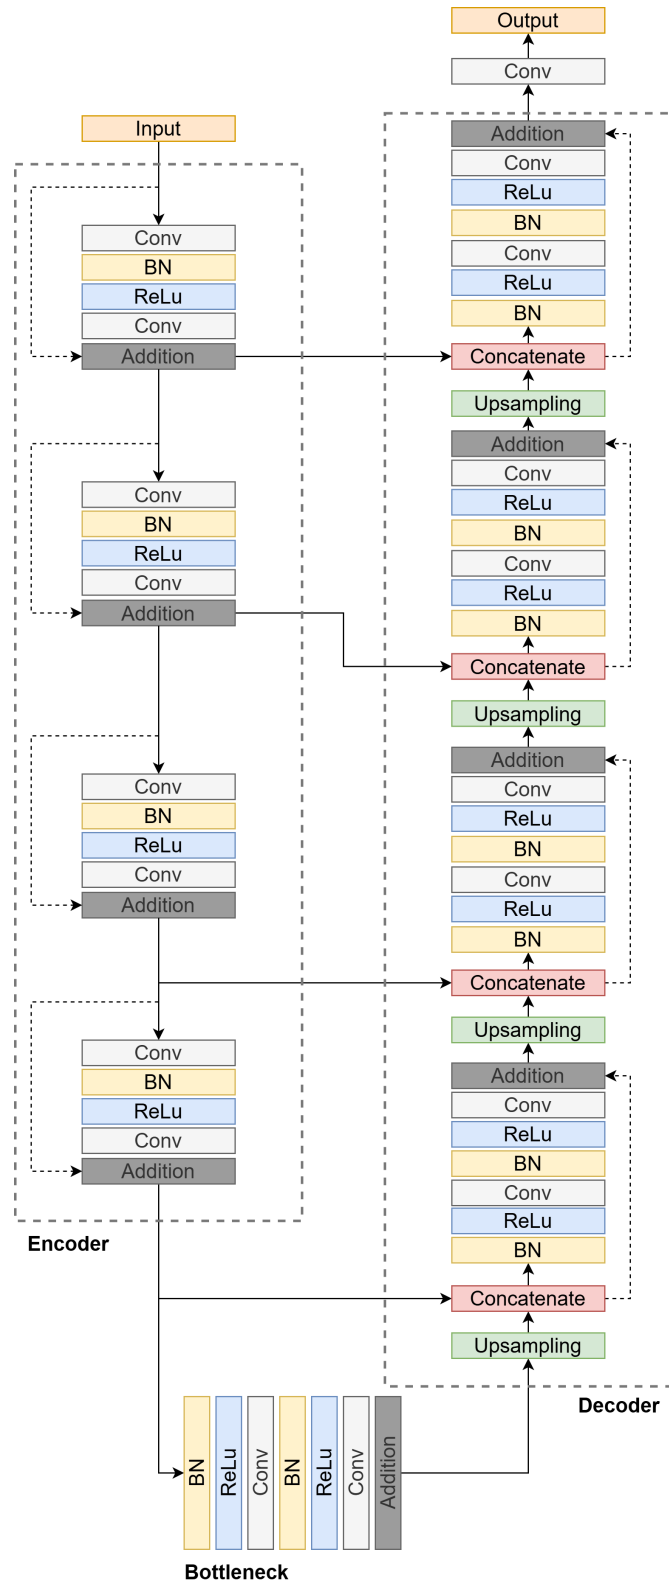 Input
Conv
BN
ReLu
Conv
Addition
Conv
BN
ReLu
Conv
Addition
Conv
BN
ReLu
Conv
Addition
Conv
BN
ReLu
Conv
Addition
Encoder
BN
ReLu
Conv
BN
ReLu
Conv
Addition
Bottleneck
Output
Conv
Addition
Conv
ReLu
BN
Conv
ReLu
BN
Concatenate
Upsampling
Addition
Conv
ReLu
BN
Conv
ReLu
BN
Concatenate
Upsampling
Addition
Conv
ReLu
BN
Conv
ReLu
BN
Concatenate
Upsampling
Addition
Conv
ReLu
BN
Conv
ReLu
BN
Concatenate
Upsampling
Decoder